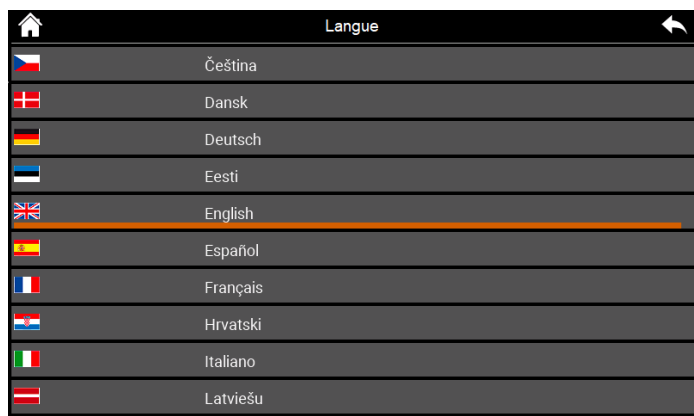 Langue
Čeština
Dansk
Deutsch
Eesti
English
Español
Français
Hrvatski
Italiano
Latviešu